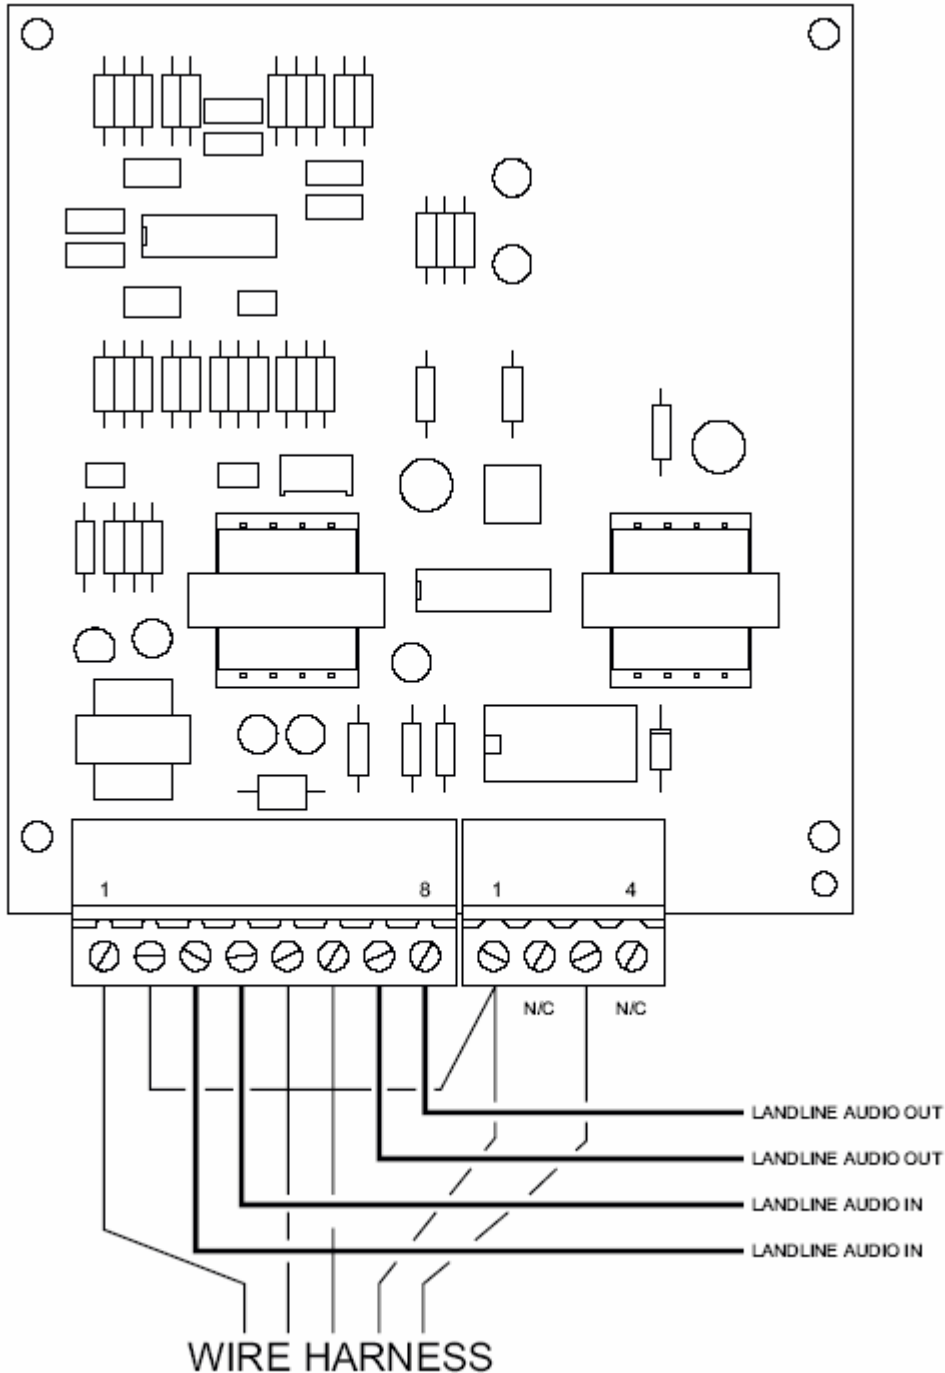 1 8 1 4
N/C N/C
LANDLINE AUDIO OUT
LANDLINE AUDIO OUT
LANDLINE AUDIO IN
LANDLINE AUDIO IN
WIRE HARNESS